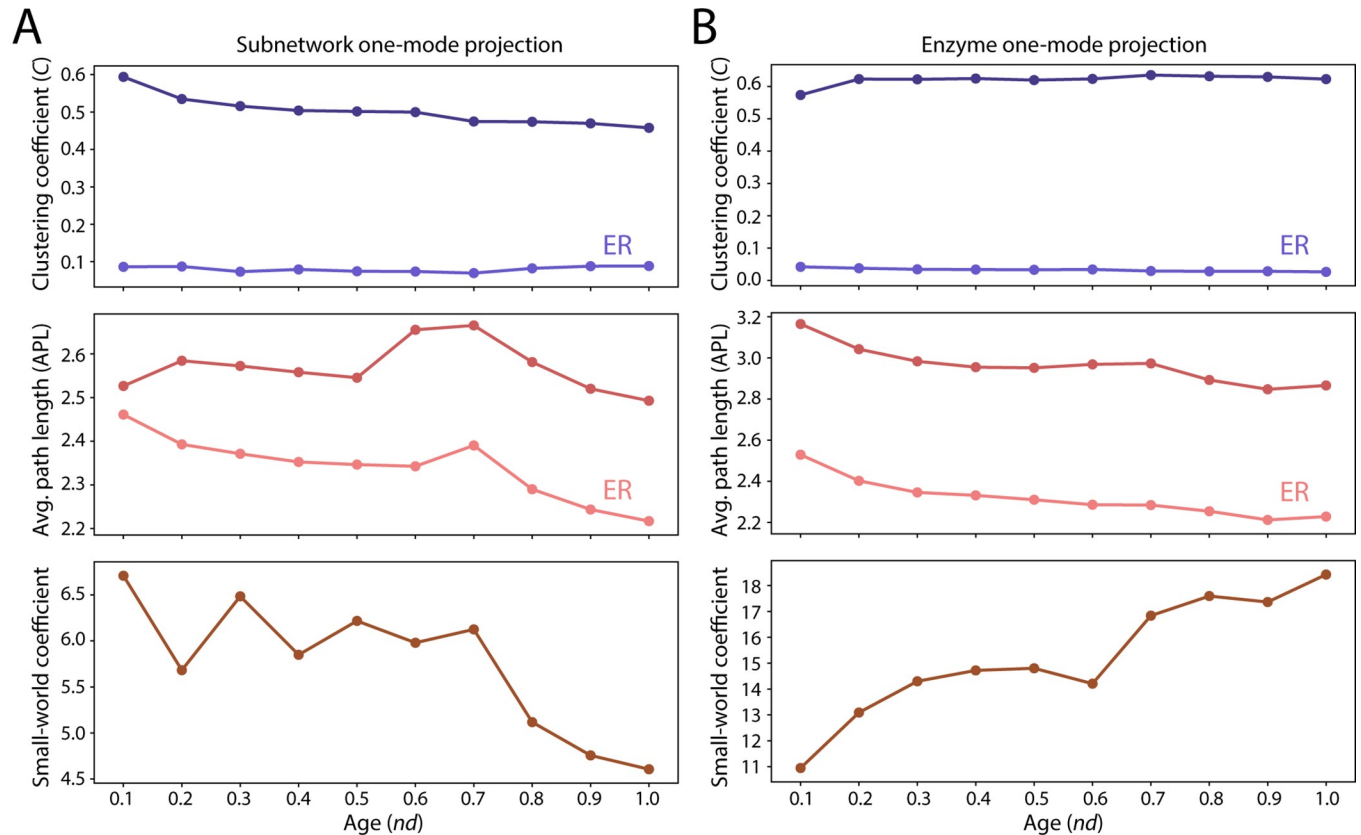 A
Subnetwork one-mode projection
Clustering coefficient (C)
0.6
0.5
0.4
0.3
0.2
0.1
ER
Avg. path length (APL)
2.6
2.5
2.4
2.3
2.2
ER
Small-world coefficient
6.5
6.0
5.5
5.0
4.5
0.1 0.2 0.3 0.4 0.5 0.6 0.7 0.8 0.9 1.0
Age (nd)
B
Enzyme one-mode projection
Clustering coefficient (C)
0.6
0.5
0.4
0.3
0.2
0.1
0.0
ER
Avg. path length (APL)
3.2
3.0
2.8
2.6
2.4
2.2
ER
Small-world coefficient
18
17
16
15
14
13
12
11
0.1 0.2 0.3 0.4 0.5 0.6 0.7 0.8 0.9 1.0
Age (nd)